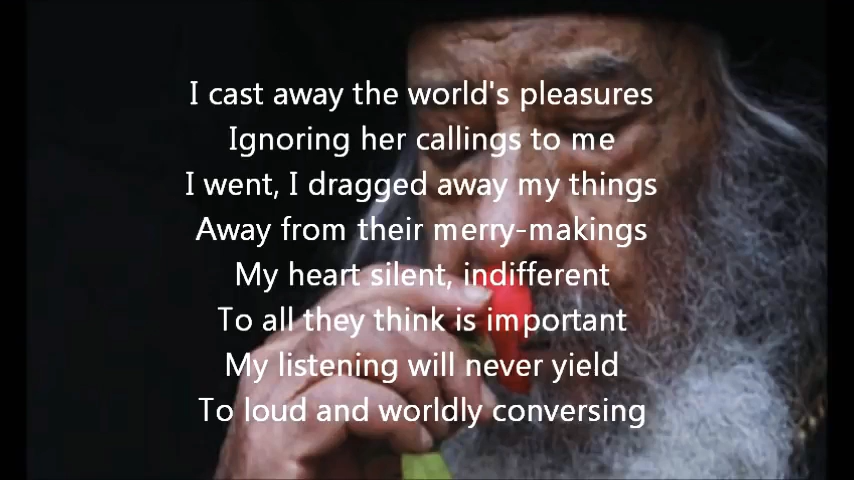 I cast away the world's pleasures
Ignoring her callings to me
I went, I dragged away my things
Away from their merry-makings
My heart silent, indifferent
To all they think is important
My listening will never yield
To loud and worldly conversing